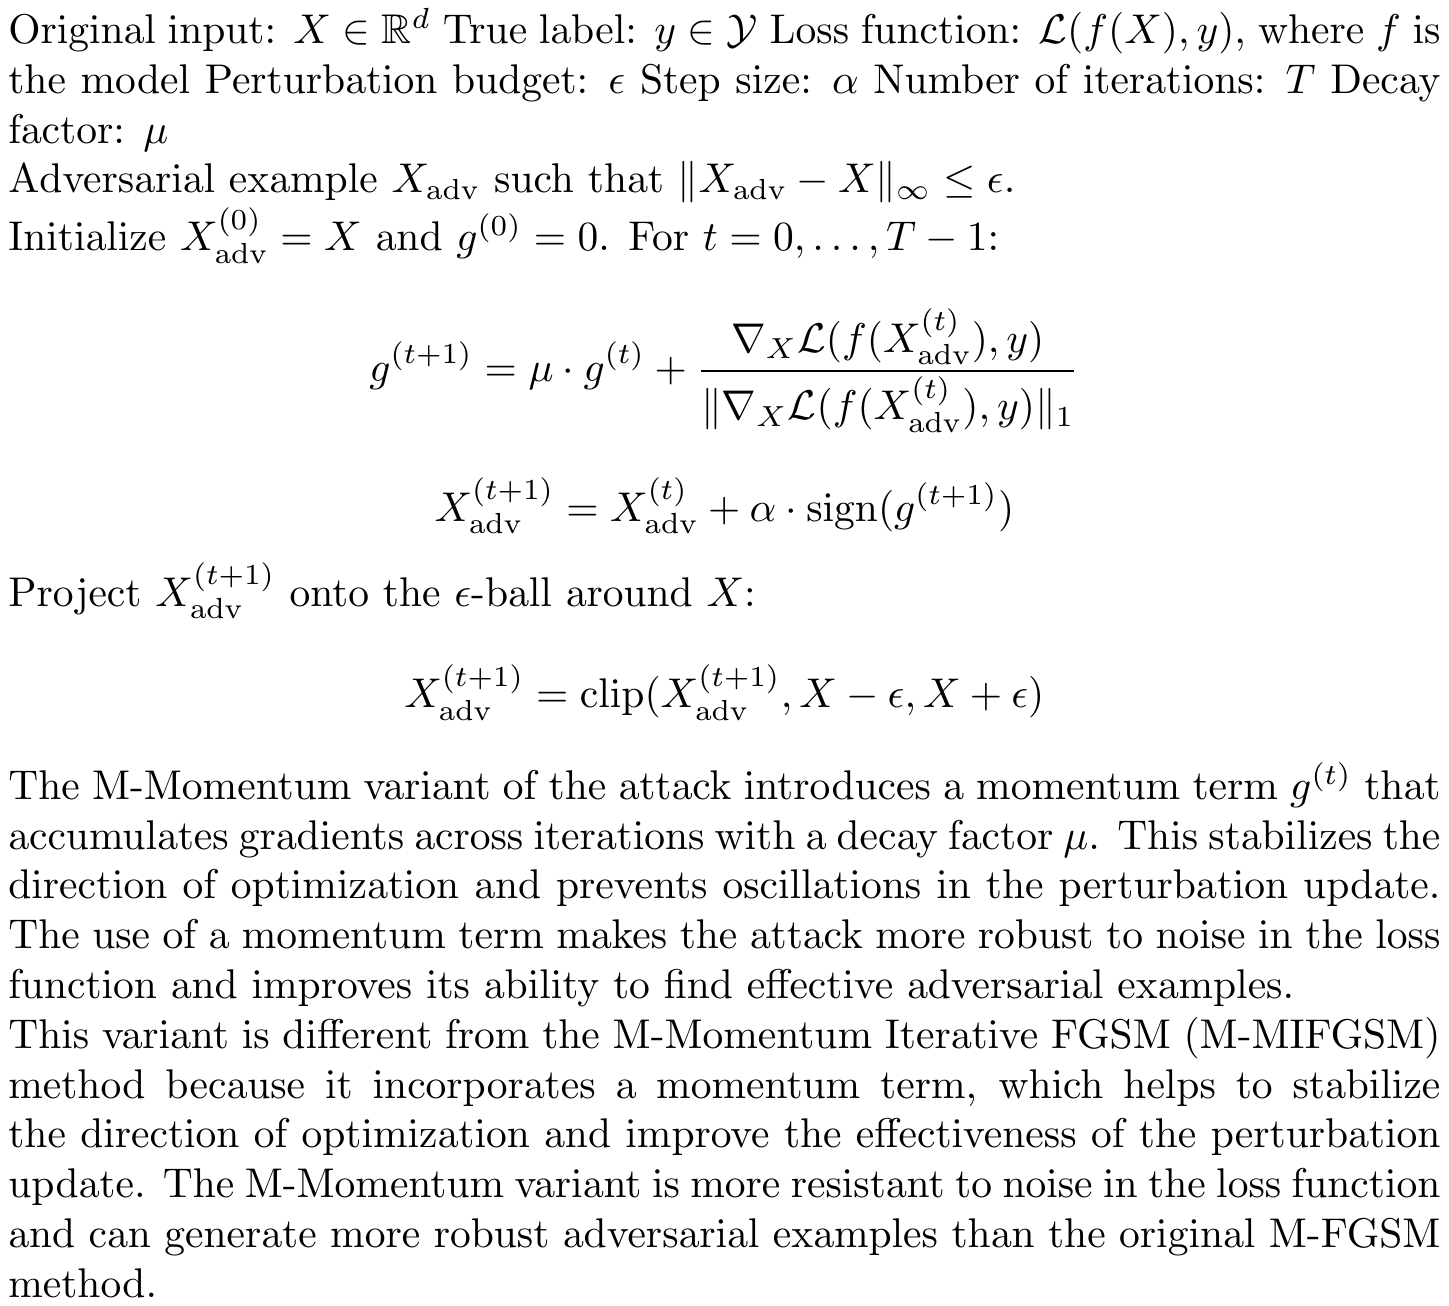 Original input: $X \in \mathbb{R}^d$ True label: $y \in \mathcal{Y}$ Loss function: $\mathcal{L}(f(X), y)$, where $f$ is
the model Perturbation budget: $\epsilon$ Step size: $\alpha$ Number of iterations: $T$ Decay
factor: $\mu$
Adversarial example $X_{\text{adv}}$ such that $\|X_{\text{adv}} - X\|_\infty \leq \epsilon$.
Initialize $X_{\text{adv}}^{(0)} = X$ and $g^{(0)} = 0$. For $t = 0, \ldots, T - 1$:
$g^{(t+1)} = \mu \cdot g^{(t)} + \frac{\nabla_X \mathcal{L}(f(X_{\text{adv}}^{(t)}), y)}{\|\nabla_X \mathcal{L}(f(X_{\text{adv}}^{(t)}), y)\|_1}$
$X_{\text{adv}}^{(t+1)} = X_{\text{adv}}^{(t)} + \alpha \cdot \text{sign}(g^{(t+1)})$
Project $X_{\text{adv}}^{(t+1)}$ onto the $\epsilon$-ball around $X$:
$X_{\text{adv}}^{(t+1)} = \text{clip}(X_{\text{adv}}^{(t+1)}, X - \epsilon, X + \epsilon)$
The M-Momentum variant of the attack introduces a momentum term $g^{(t)}$ that
accumulates gradients across iterations with a decay factor $\mu$. This stabilizes the
direction of optimization and prevents oscillations in the perturbation update.
The use of a momentum term makes the attack more robust to noise in the loss
function and improves its ability to find effective adversarial examples.
This variant is different from the M-Momentum Iterative FGSM (M-MIFGSM)
method because it incorporates a momentum term, which helps to stabilize
the direction of optimization and improve the effectiveness of the perturbation
update. The M-Momentum variant is more resistant to noise in the loss function
and can generate more robust adversarial examples than the original M-FGSM
method.